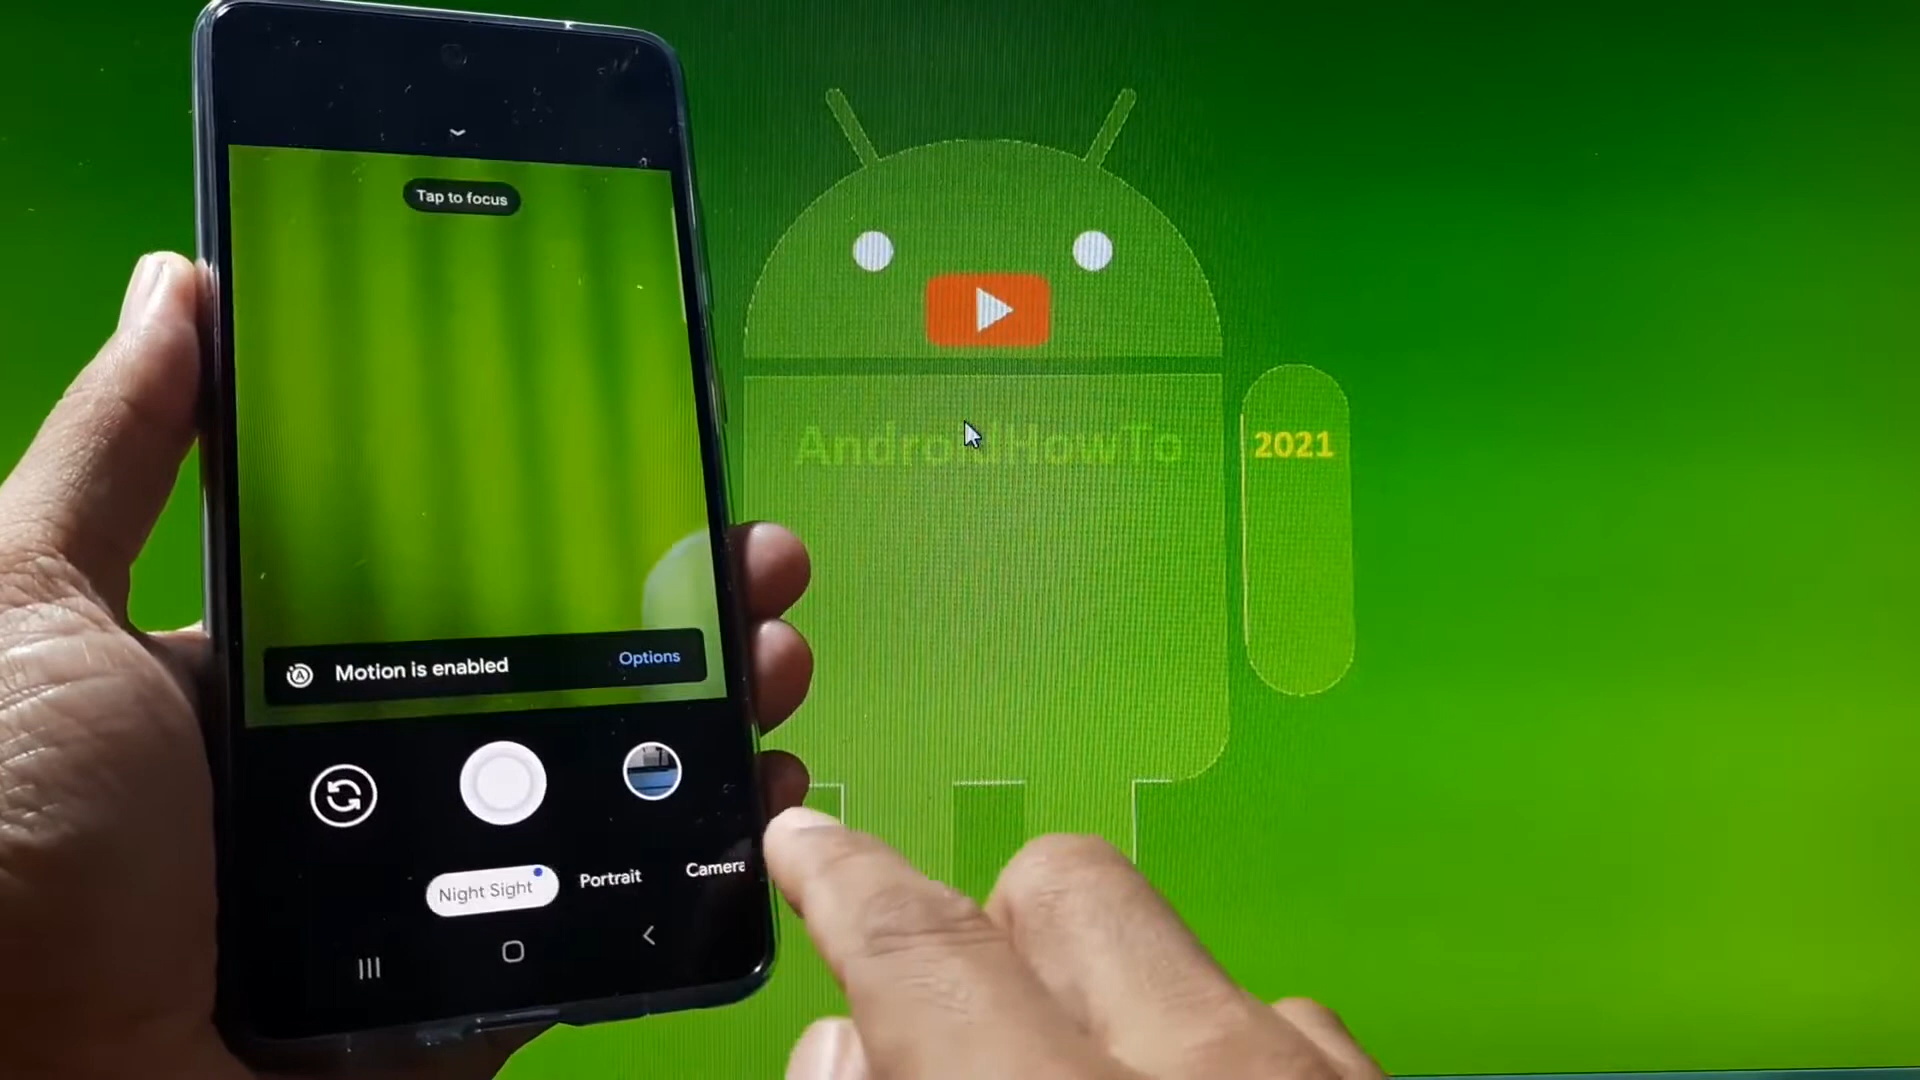 Tap to focus
Motion is enabled Options
Night Sight Portrait Camera
AndroidHowTo
2021